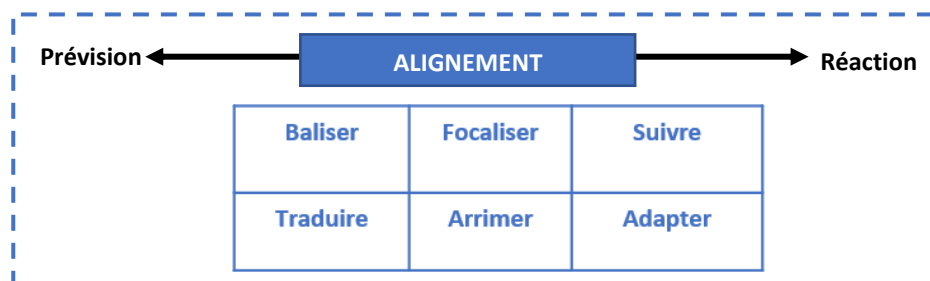 Prévision
ALIGNEMENT
Réaction
Baliser Focaliser Suivre
Traduire Arrimer Adapter